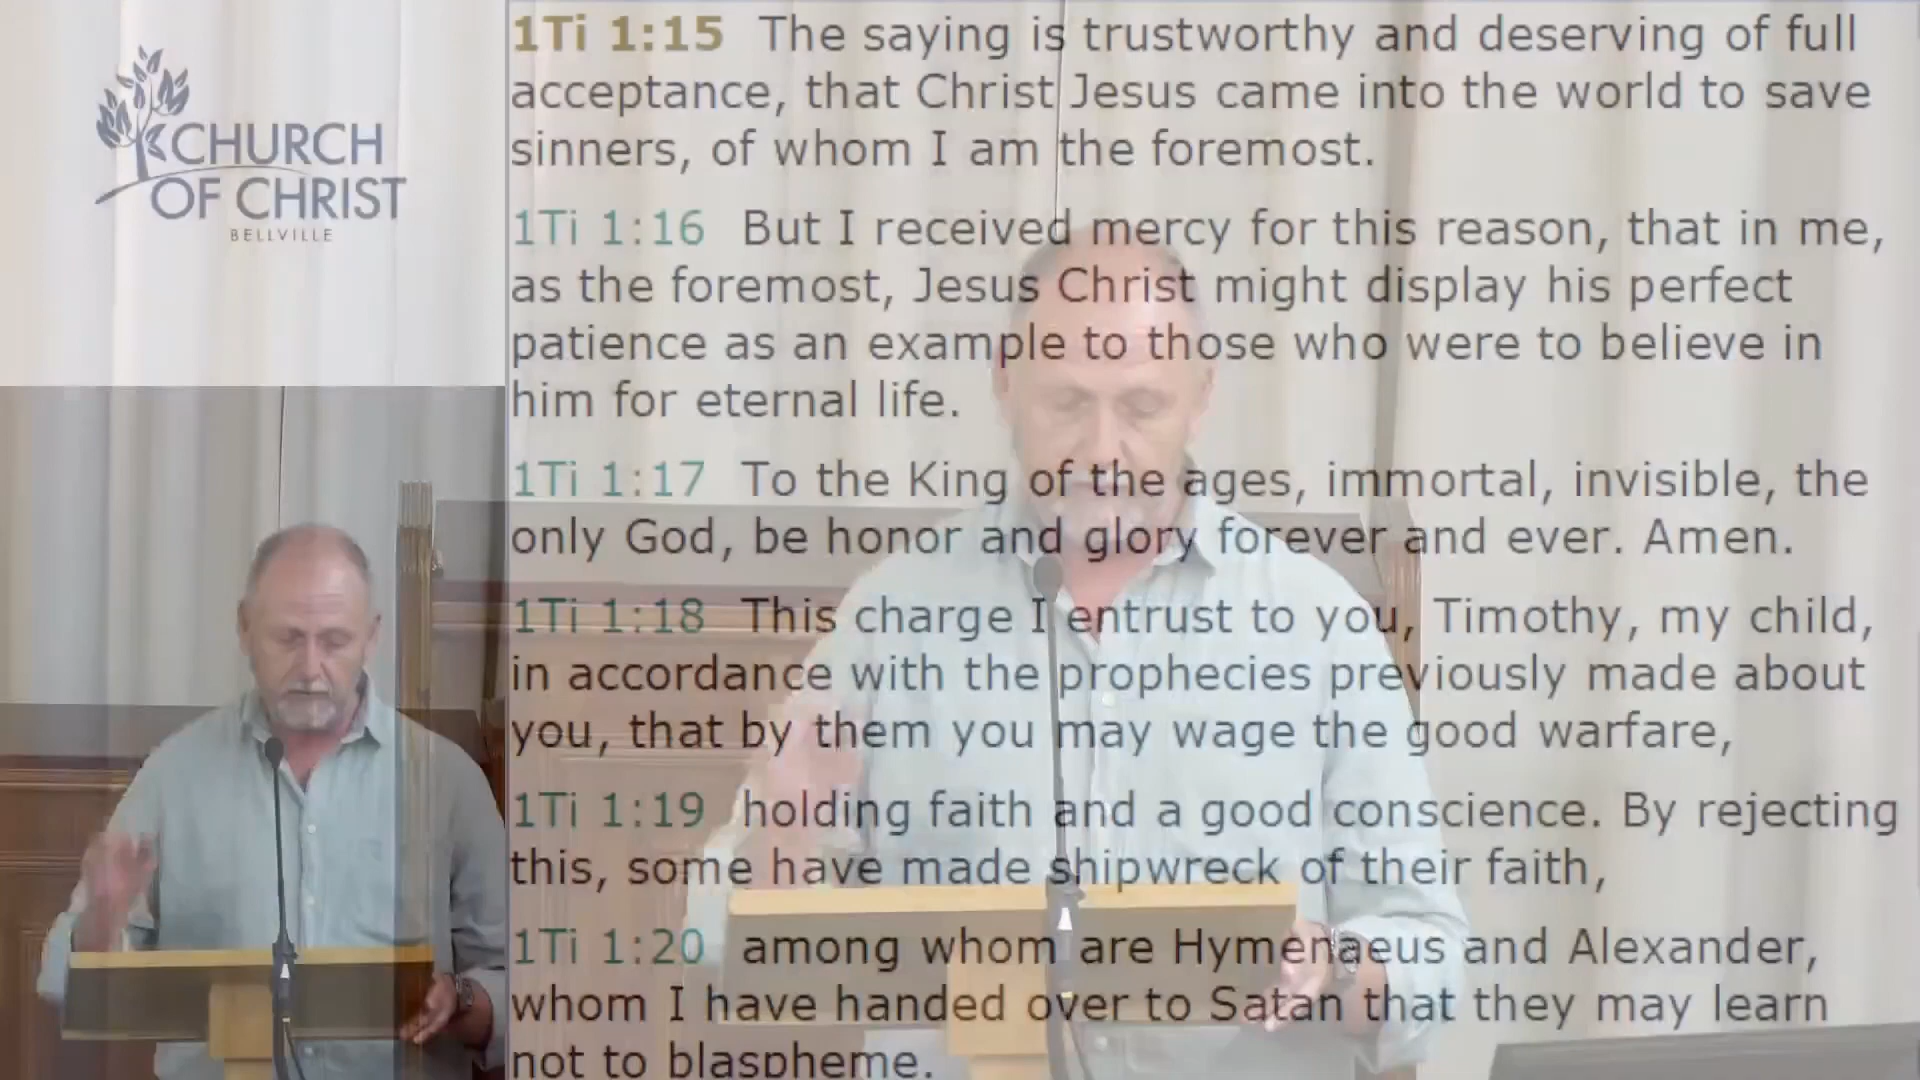 CHURCH
OF CHRIST
BELLVILLE
1Ti 1:15 The saying is trustworthy and deserving of full
acceptance, that Christ Jesus came into the world to save
sinners, of whom I am the foremost.
1Ti 1:16 But I received mercy for this reason, that in me,
as the foremost, Jesus Christ might display his perfect
patience as an example to those who were to believe in
him for eternal life.
1Ti 1:17 To the King of the ages, immortal, invisible, the
only God, be honor and glory forever and ever. Amen.
1Ti 1:18 This charge I entrust to you, Timothy, my child,
in accordance with the prophecies previously made about
you, that by them you may wage the good warfare,
1Ti 1:19 holding faith and a good conscience. By rejecting
this, some have made shipwreck of their faith,
1Ti 1:20 among whom are Hymenaeus and Alexander,
whom I have handed over to Satan that they may learn
not to blaspheme.